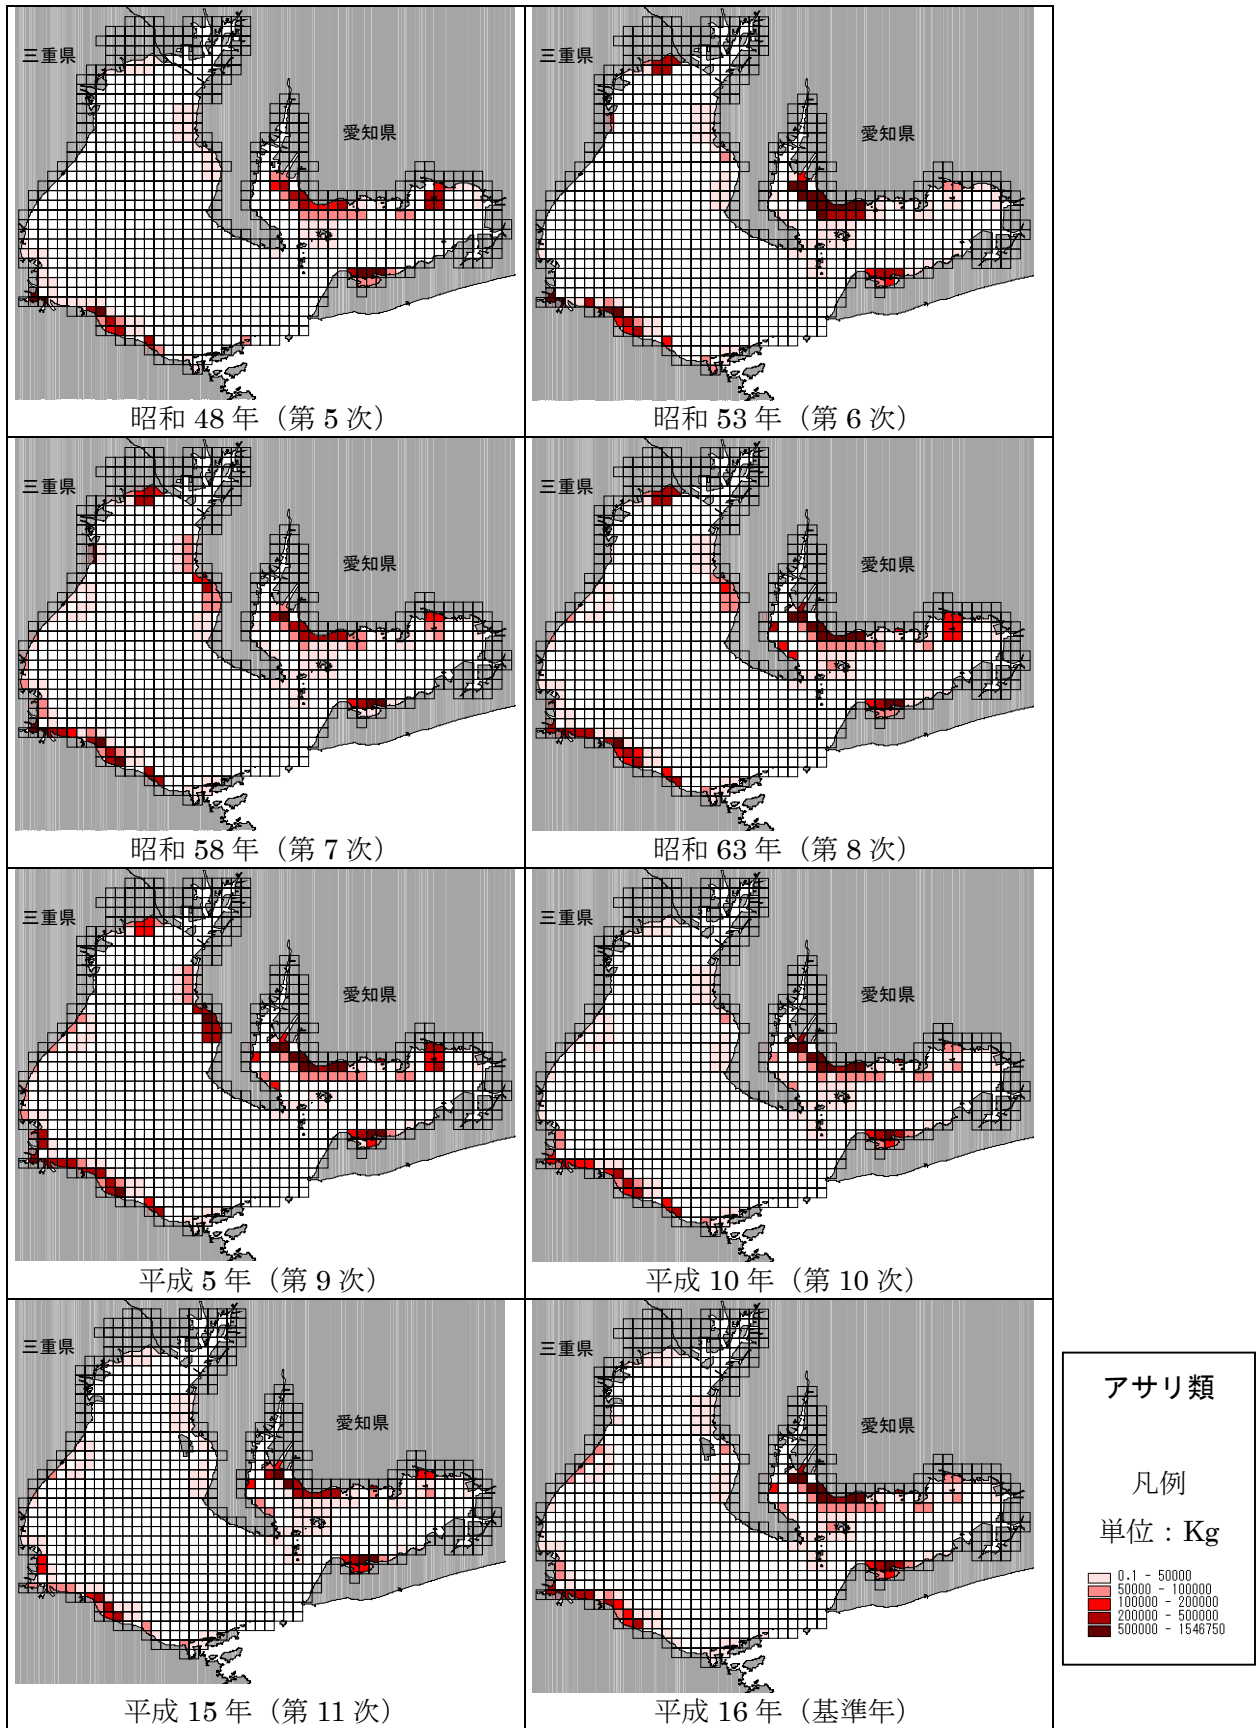 三重県
愛知県
昭和 48 年（第 5 次）
三重県
愛知県
昭和 53 年（第 6 次）
三重県
愛知県
昭和 58 年（第 7 次）
三重県
愛知県
昭和 63 年（第 8 次）
三重県
愛知県
平成 5 年（第 9 次）
三重県
愛知県
平成 10 年（第 10 次）
三重県
愛知県
平成 15 年（第 11 次）
三重県
愛知県
平成 16 年（基準年）
アサリ類
凡例
単位：Kg
0.1 - 50000
50000 - 100000
100000 - 200000
200000 - 500000
500000 - 1546750